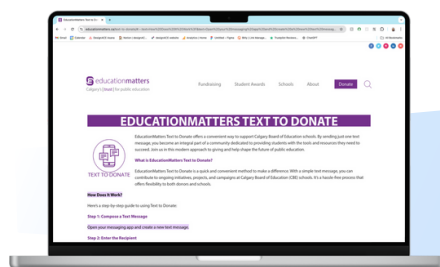 EducationMatters Text to D
educationmatters
Calgary's [trust] for public education
Fundraising Student Awards Schools About Donate
EDUCATIONMATTERS TEXT TO DONATE
EducationMatters Text to Donate offers a convenient way to support Calgary Board of Education schools. By sending just one text
message, you become an integral part of a community dedicated to providing students with the tools and resources they need to
succeed. Join us in this modern approach to giving and help shape the future of public education.
What is EducationMatters Text to Donate?
EducationMatters Text to Donate is a quick and convenient method to make a difference. With a simple text message, you can
contribute to ongoing initiatives, projects, and campaigns at Calgary Board of Education (CBE) schools. It's a hassle-free process that
offers flexibility to both donors and schools.
TEXT TO DONATE
How Does It Work?
Here's a step-by-step guide to using Text to Donate:
Step 1: Compose a Text Message
Open your messaging app and create a new text message.
Step 2: Enter the Recipient